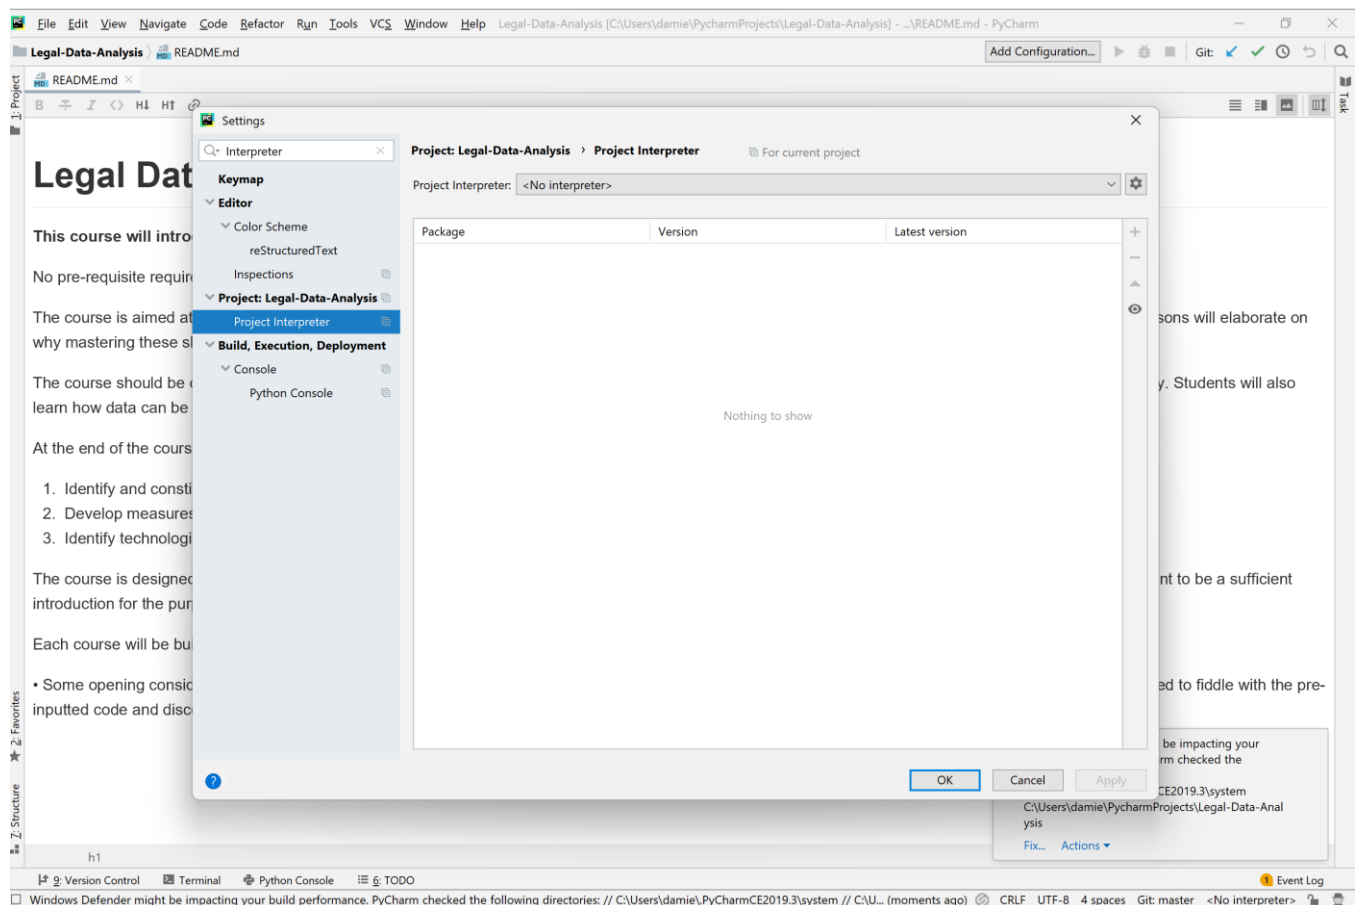 File Edit View Navigate Code Refactor Run Tools VCS Window Help Legal-Data-Analysis [C:\Users\damie\PycharmProjects\Legal-Data-Analysis] - ...\README.md - PyCharm
Legal-Data-Analysis README.md Add Configuration... Git:
README.md
B I H↓ H↑
1: Project
Task
Legal Dat
This course will intro
No pre-requisite requir
The course is aimed at
sons will elaborate on
why mastering these sk
The course should be
y. Students will also
learn how data can be
At the end of the cours
1. Identify and consti
2. Develop measures
3. Identify technologi
The course is designed
nt to be a sufficient
introduction for the pur
Each course will be bui
• Some opening consid
ed to fiddle with the pre-
inputted code and disc
Settings
Interpreter
Keymap
Editor
Color Scheme
reStructuredText
Inspections
Project: Legal-Data-Analysis
Project Interpreter
Build, Execution, Deployment
Console
Python Console
Project: Legal-Data-Analysis › Project Interpreter For current project
Project Interpreter: <No interpreter>
Package Version Latest version
Nothing to show
OK Cancel Apply
be impacting your
rm checked the
CE2019.3\system
C:\Users\damie\PycharmProjects\Legal-Data-Anal
ysis
Fix... Actions
2: Favorites
7: Structure
h1
9: Version Control Terminal Python Console 6: TODO 1 Event Log
Windows Defender might be impacting your build performance. PyCharm checked the following directories: // C:\Users\damie\.PyCharmCE2019.3\system // C:\U... (moments ago) CRLF UTF-8 4 spaces Git: master <No interpreter>